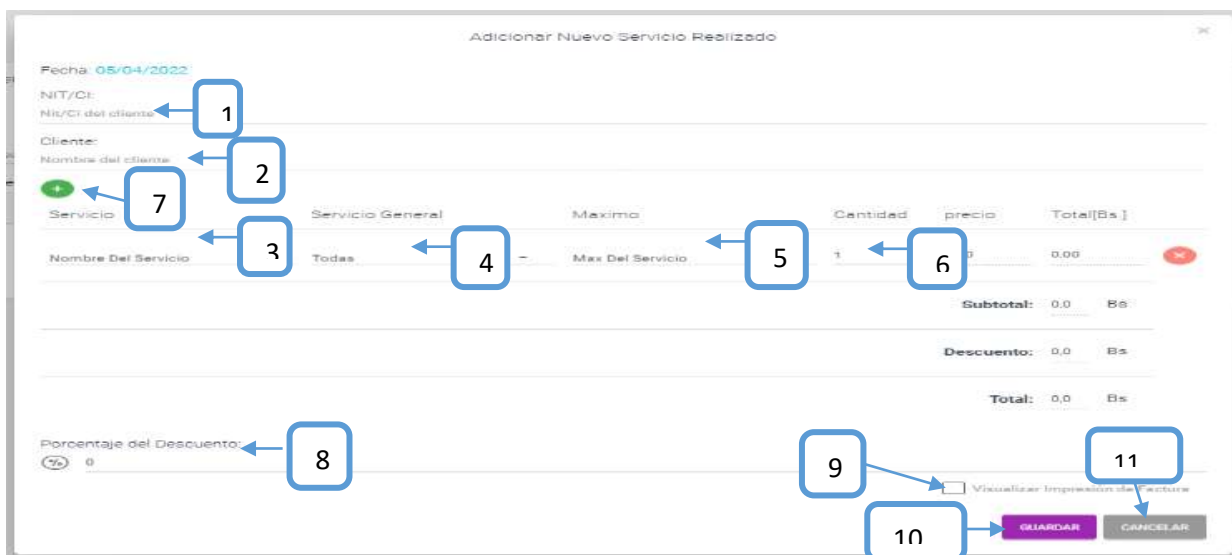 Adicionar Nuevo Servicio Realizado
Fecha: 05/04/2022
NIT/CI:
Nit/Ci del cliente
1
Cliente:
Nombre del cliente
2
7
Servicio Servicio General Maximo Cantidad precio Total[Bs.]
Nombre Del Servicio 3 Todas 4 Max Del Servicio 5 1 6 0.00
Subtotal: 0.0 Bs
Descuento: 0.0 Bs
Total: 0.0 Bs
Porcentaje del Descuento:
8
(%) 0
9
11
Visualizar Impresión de Factura
10
GUARDAR CANCELAR